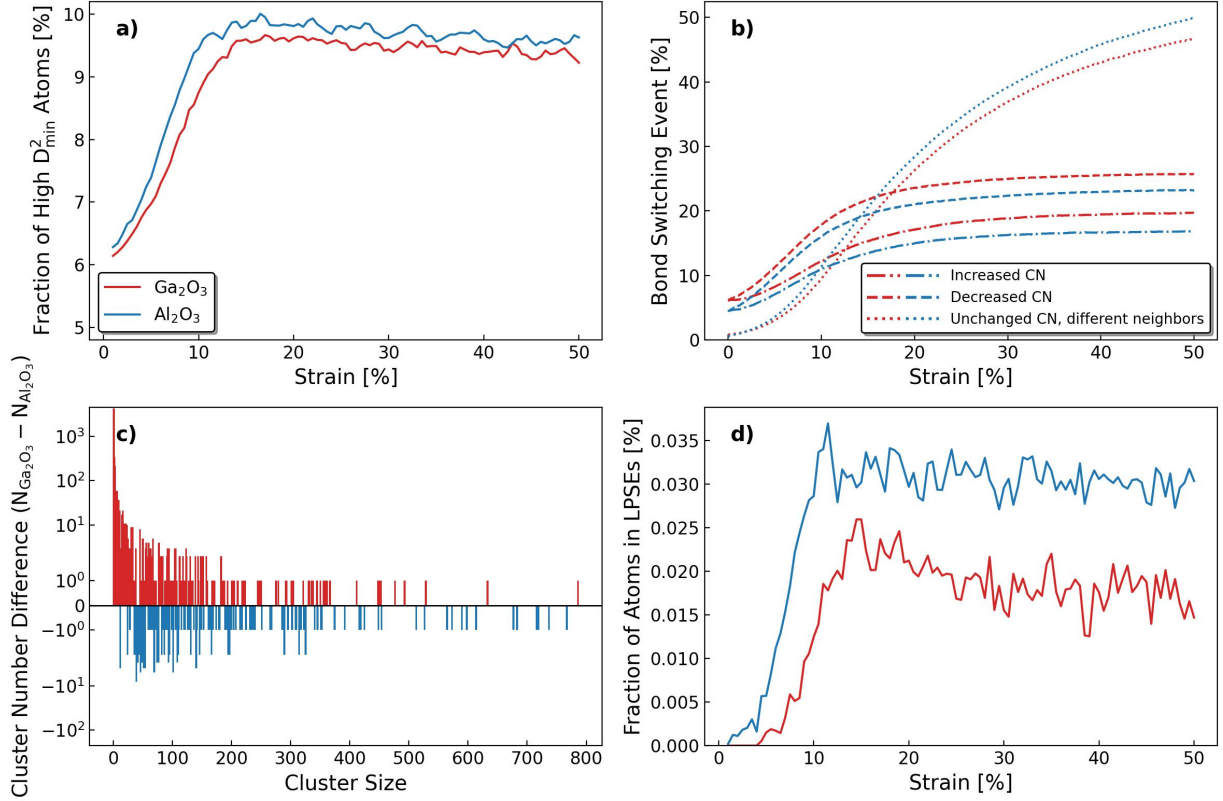 a)
Fraction of High D²min Atoms [%]
10
9
8
7
6
5
Ga₂O₃
Al₂O₃
0 10 20 30 40 50
Strain [%]
b)
Bond Switching Event [%]
50
40
30
20
10
0
Increased CN
Decreased CN
Unchanged CN, different neighbors
0 10 20 30 40 50
Strain [%]
c)
Cluster Number Difference (N_Ga₂O₃ − N_Al₂O₃)
10³
10²
10¹
10⁰
0
−10⁰
−10¹
−10²
0 100 200 300 400 500 600 700 800
Cluster Size
d)
Fraction of Atoms in LPSEs [%]
0.035
0.030
0.025
0.020
0.015
0.010
0.005
0.000
0 10 20 30 40 50
Strain [%]